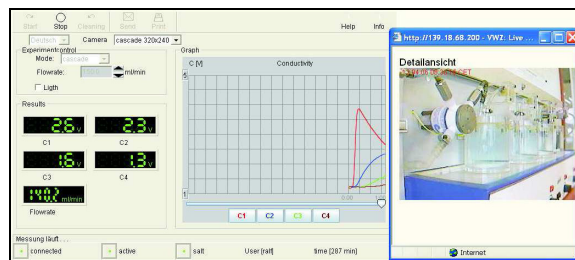 Start Stop Cleaning Send Print Help Info
Deutsch Camera cascade 320x240
Experimentcontrol
Mode: cascade
Flowrate: ml/min
Ligth
Results
2.6 V 2.3 V
C1 C2
1.6 V 1.3 V
C3 C4
140.2 ml/min
Flowrate
Graph
C [V] Conductivity
5
1
0:00
C1 C2 C3 C4
Messung läuft . . .
connected active salt User [ralf] time [287 min]
http://139.18.68.200 - VWZ: Live ...
Detailansicht
Internet